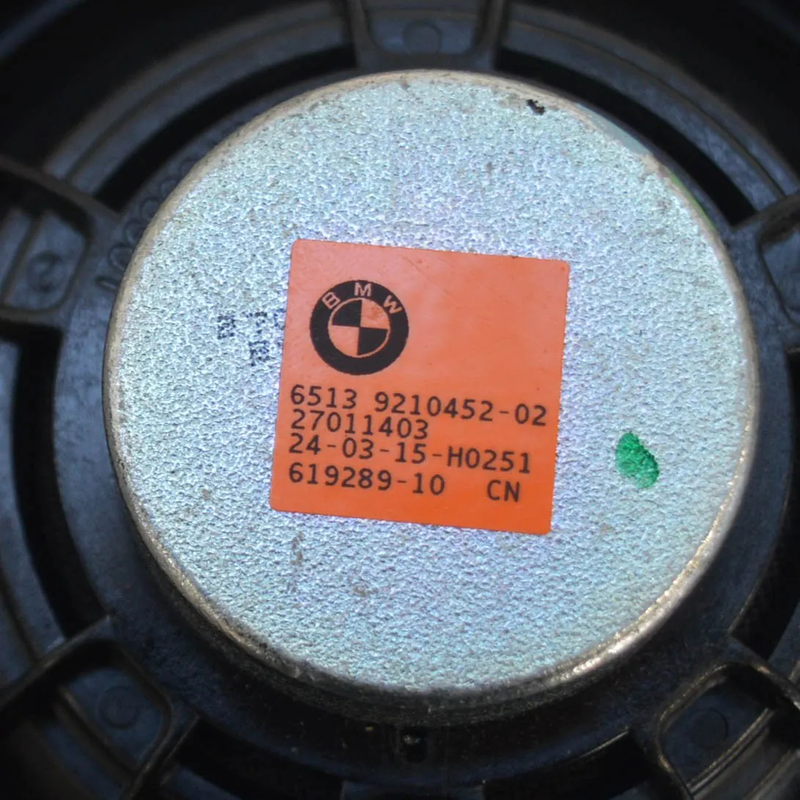 BMW
6513 9210452-02
27011403
24-03-15-H0251
619289-10 CN